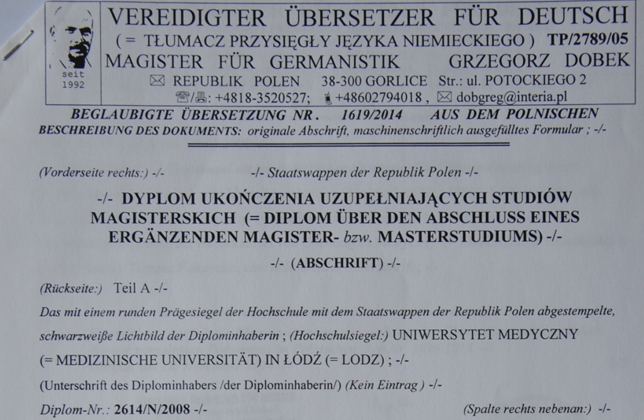 VEREIDIGTER ÜBERSETZER FÜR DEUTSCH
( = TŁUMACZ PRZYSIĘGŁY JĘZYKA NIEMIECKIEGO ) TP/2789/05
MAGISTER FÜR GERMANISTIK GRZEGORZ DOBEK
seit
1992
✉ REPUBLIK POLEN 38-300 GORLICE Str.: ul. POTOCKIEGO 2
☏/🖷: +4818-3520527; +48602794018 , ✉ dobgreg@interia.pl
BEGLAUBIGTE ÜBERSETZUNG NR. 1619/2014 AUS DEM POLNISCHEN
BESCHREIBUNG DES DOKUMENTS: originale Abschrift, maschinenschriftlich ausgefülltes Formular ; -/-
(Vorderseite rechts:) -/- -/- Staatswappen der Republik Polen -/-
-/- DYPLOM UKOŃCZENIA UZUPEŁNIAJĄCYCH STUDIÓW
MAGISTERSKICH (= DIPLOM ÜBER DEN ABSCHLUSS EINES
ERGÄNZENDEN MAGISTER- bzw. MASTERSTUDIUMS) -/-
-/- (ABSCHRIFT) -/-
(Rückseite:) Teil A -/-
Das mit einem runden Prägesiegel der Hochschule mit dem Staatswappen der Republik Polen abgestempelte,
schwarzweiße Lichtbild der Diplominhaberin ; (Hochschulsiegel:) UNIWERSYTET MEDYCZNY
(= MEDIZINISCHE UNIVERSITÄT) IN ŁÓDŹ (= LODZ) ; -/-
(Unterschrift des Diplominhabers /der Diplominhaberin/) (Kein Eintrag ) -/-
Diplom-Nr.: 2614/N/2008 -/- (Spalte rechts nebenan:) -/-